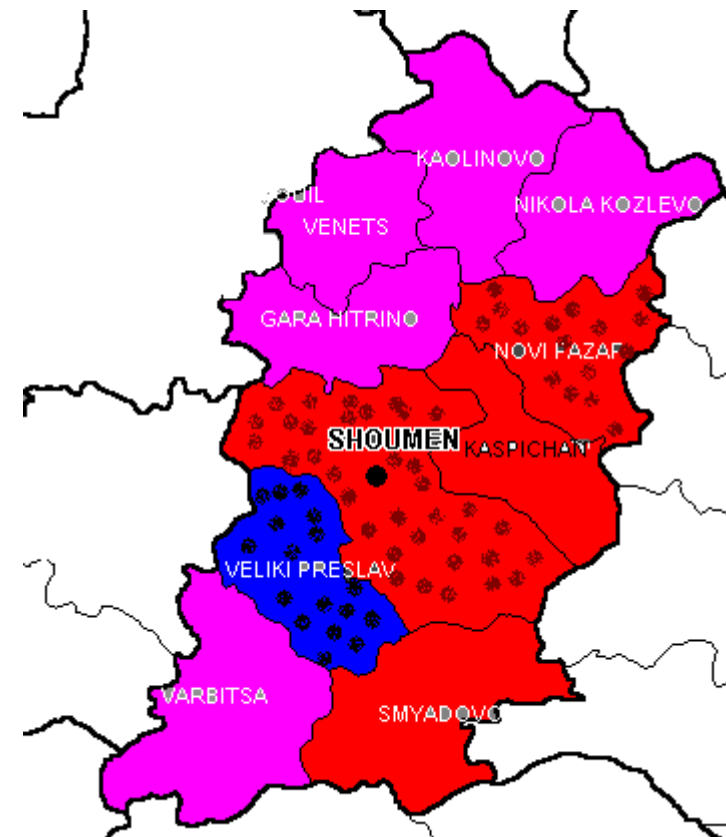 KAOLINOVO
VENETS
NIKOLA KOZLEVO
GARA HITRINO
NOVI PAZAR
SHOUMEN
KASPICHAN
VELIKI PRESLAV
VARBITSA
SMYADOVO